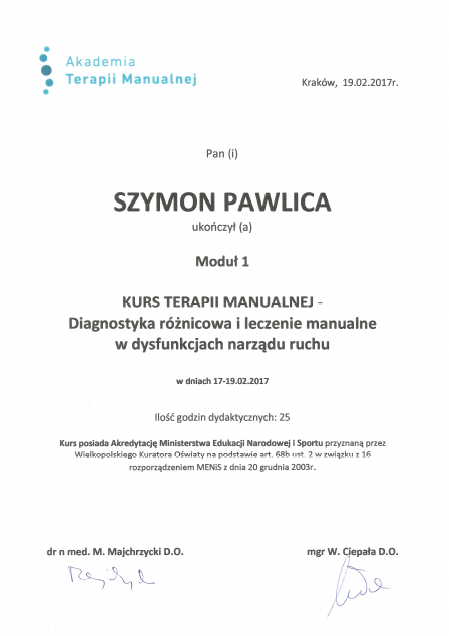 Akademia
Terapii Manualnej
Kraków, 19.02.2017r.
Pan (i)
SZYMON PAWLICA
ukończył (a)
Moduł 1
KURS TERAPII MANUALNEJ -
Diagnostyka różnicowa i leczenie manualne
w dysfunkcjach narządu ruchu
w dniach 17-19.02.2017
Ilość godzin dydaktycznych: 25
Kurs posiada Akredytację Ministerstwa Edukacji Narodowej i Sportu przyznaną przez
Wielkopolskiego Kuratora Oświaty na podstawie art. 68b ust. 2 w związku z 16
rozporządzeniem MENiS z dnia 20 grudnia 2003r.
dr n med. M. Majchrzycki D.O.
mgr W. Ciepała D.O.